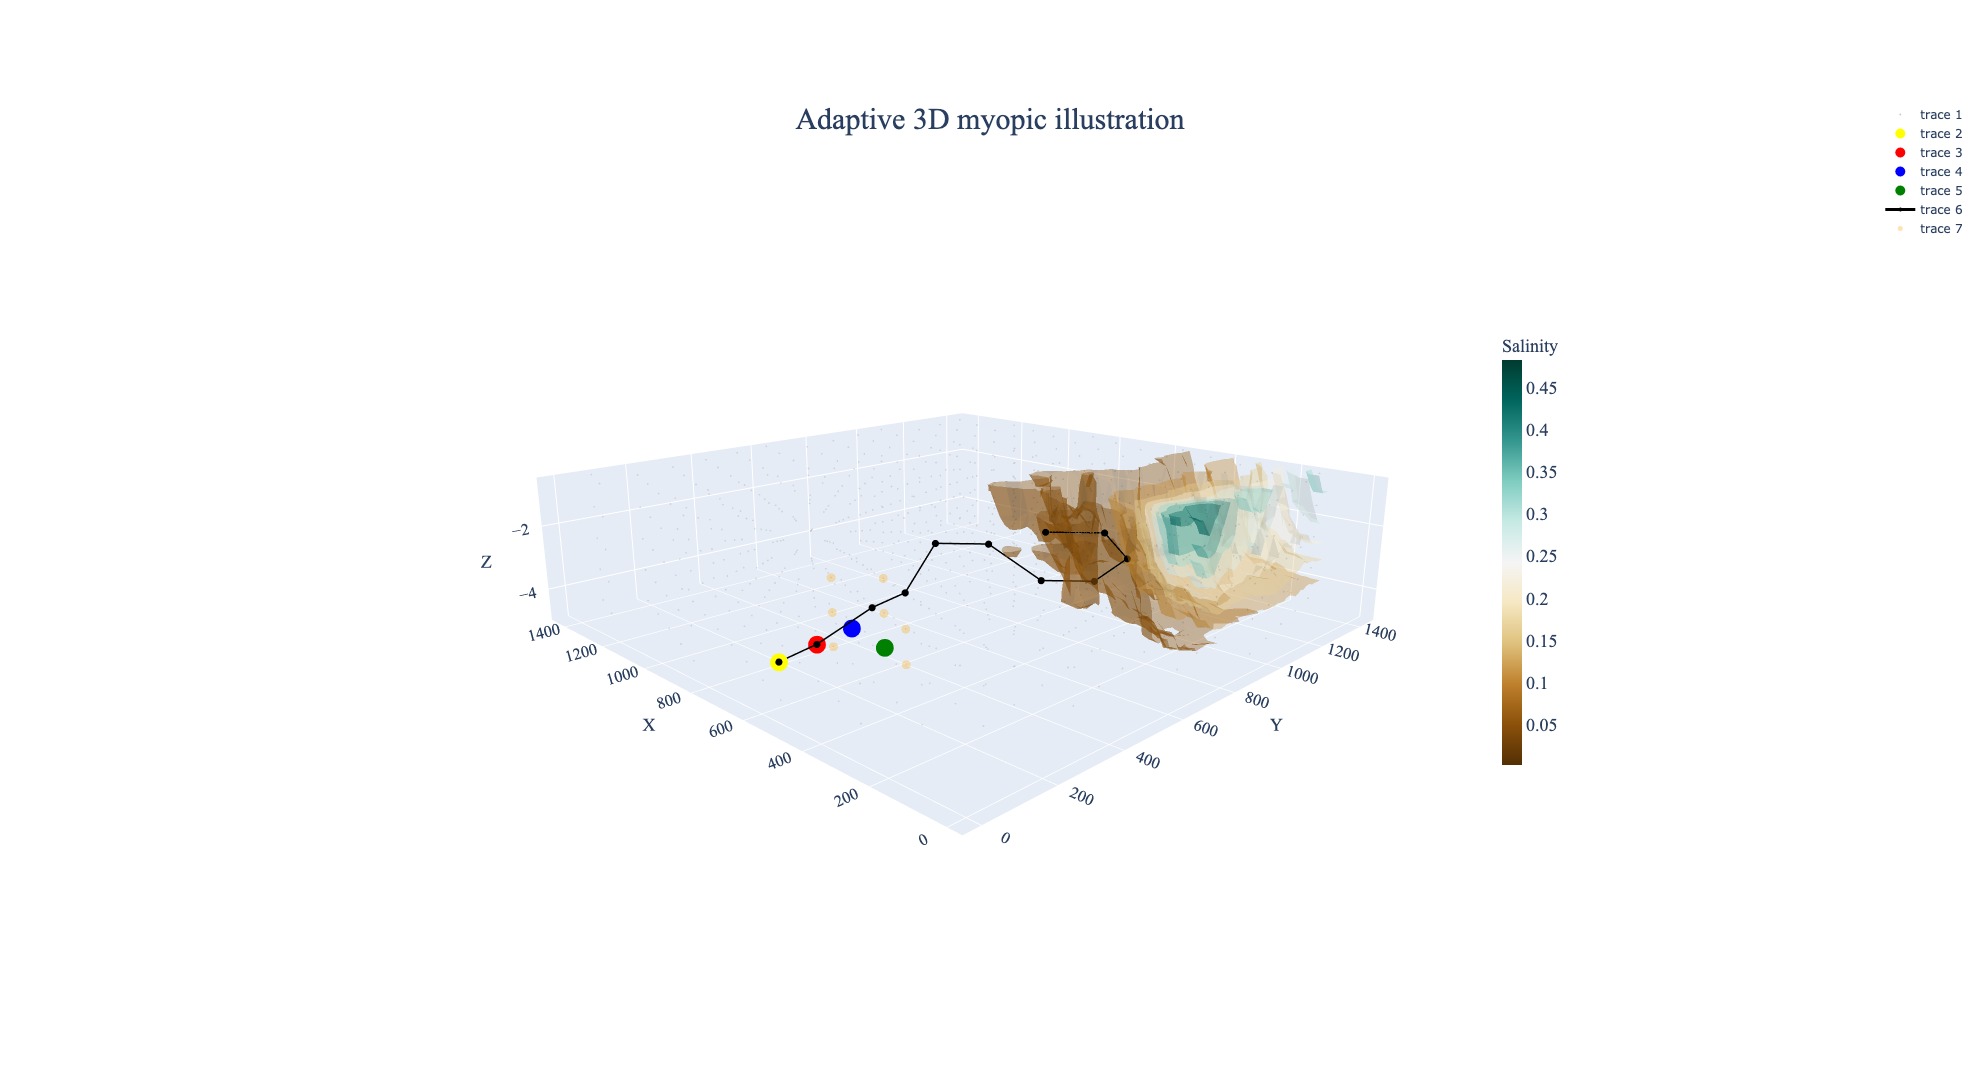 Adaptive 3D myopic illustration
trace 1
trace 2
trace 3
trace 4
trace 5
trace 6
trace 7
Salinity
0.45
0.4
0.35
0.3
0.25
0.2
0.15
0.1
0.05
Z
−2
−4
X
1400
1200
1000
800
600
400
200
0
Y
0
200
400
600
800
1000
1200
1400